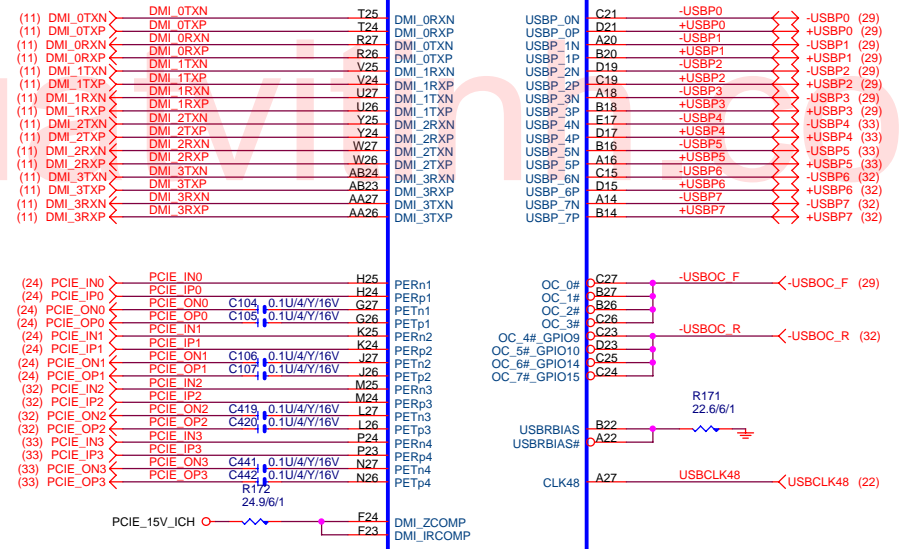 (11) DMI_0TXN DMI_0TXN T25 DMI_0RXN USBP_0N C21 -USBP0 -USBP0 (29)
(11) DMI_0TXP DMI_0TXP T24 DMI_0RXP USBP_0P D21 +USBP0 +USBP0 (29)
(11) DMI_0RXN DMI_0RXN R27 DMI_0TXN USBP_1N A20 -USBP1 -USBP1 (29)
(11) DMI_0RXP DMI_0RXP R26 DMI_0TXP USBP_1P B20 +USBP1 +USBP1 (29)
(11) DMI_1TXN DMI_1TXN V25 DMI_1RXN USBP_2N D19 -USBP2 -USBP2 (29)
(11) DMI_1TXP DMI_1TXP V24 DMI_1RXP USBP_2P C19 +USBP2 +USBP2 (29)
(11) DMI_1RXN DMI_1RXN U27 DMI_1TXN USBP_3N A18 -USBP3 -USBP3 (29)
(11) DMI_1RXP DMI_1RXP U26 DMI_1TXP USBP_3P B18 +USBP3 +USBP3 (29)
(11) DMI_2TXN DMI_2TXN Y25 DMI_2RXN USBP_4N E17 -USBP4 -USBP4 (33)
(11) DMI_2TXP DMI_2TXP Y24 DMI_2RXP USBP_4P D17 +USBP4 +USBP4 (33)
(11) DMI_2RXN DMI_2RXN W27 DMI_2TXN USBP_5N B16 -USBP5 -USBP5 (33)
(11) DMI_2RXP DMI_2RXP W26 DMI_2TXP USBP_5P A16 +USBP5 +USBP5 (33)
(11) DMI_3TXN DMI_3TXN AB24 DMI_3RXN USBP_6N C15 -USBP6 -USBP6 (32)
(11) DMI_3TXP DMI_3TXP AB23 DMI_3RXP USBP_6P D15 +USBP6 +USBP6 (32)
(11) DMI_3RXN DMI_3RXN AA27 DMI_3TXN USBP_7N A14 -USBP7 -USBP7 (32)
(11) DMI_3RXP DMI_3RXP AA26 DMI_3TXP USBP_7P B14 +USBP7 +USBP7 (32)
(24) PCIE_IN0 PCIE_IN0 H25 PERn1 OC_0# C27 -USBOC_F -USBOC_F (29)
(24) PCIE_IP0 PCIE_IP0 H24 PERp1 OC_1# B27
(24) PCIE_ON0 PCIE_ON0 C104 0.1U/4/Y/16V G27 PETn1 OC_2# B26
(24) PCIE_OP0 PCIE_OP0 C105 0.1U/4/Y/16V G26 PETp1 OC_3# C26
(24) PCIE_IN1 PCIE_IN1 K25 PERn2 OC_4#_GPIO9 C23 -USBOC_R -USBOC_R (32)
(24) PCIE_IP1 PCIE_IP1 K24 PERp2 OC_5#_GPIO10 D23
(24) PCIE_ON1 PCIE_ON1 C106 0.1U/4/Y/16V J27 PETn2 OC_6#_GPIO14 C25
(24) PCIE_OP1 PCIE_OP1 C107 0.1U/4/Y/16V J26 PETp2 OC_7#_GPIO15 C24
(32) PCIE_IN2 PCIE_IN2 M25 PERn3
(32) PCIE_IP2 PCIE_IP2 M24 PERp3 R171
(32) PCIE_ON2 PCIE_ON2 C419 0.1U/4/Y/16V L27 PETn3 22.6/6/1
(32) PCIE_OP2 PCIE_OP2 C420 0.1U/4/Y/16V L26 PETp3 USBRBIAS B22
(33) PCIE_IN3 PCIE_IN3 P24 PERn4 USBRBIAS# A22
(33) PCIE_IP3 PCIE_IP3 P23 PERp4
(33) PCIE_ON3 PCIE_ON3 C441 0.1U/4/Y/16V N27 PETn4
(33) PCIE_OP3 PCIE_OP3 C442 0.1U/4/Y/16V N26 PETp4 CLK48 A27 USBCLK48 USBCLK48 (22)
R172
24.9/6/1
PCIE_15V_ICH F24 DMI_ZCOMP
F23 DMI_IRCOMP